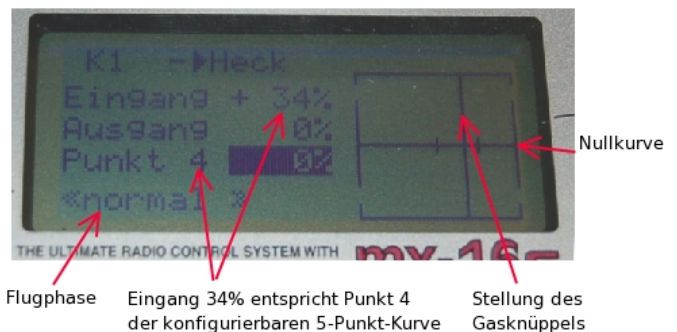 K1 -▶Heck
Eingang + 34%
Ausgang 0%
Punkt 4 0%
«normal »
Nullkurve
THE ULTIMATE RADIO CONTROL SYSTEM WITH mx-16s
Flugphase
Eingang 34% entspricht Punkt 4
der konfigurierbaren 5-Punkt-Kurve
Stellung des
Gasknüppels